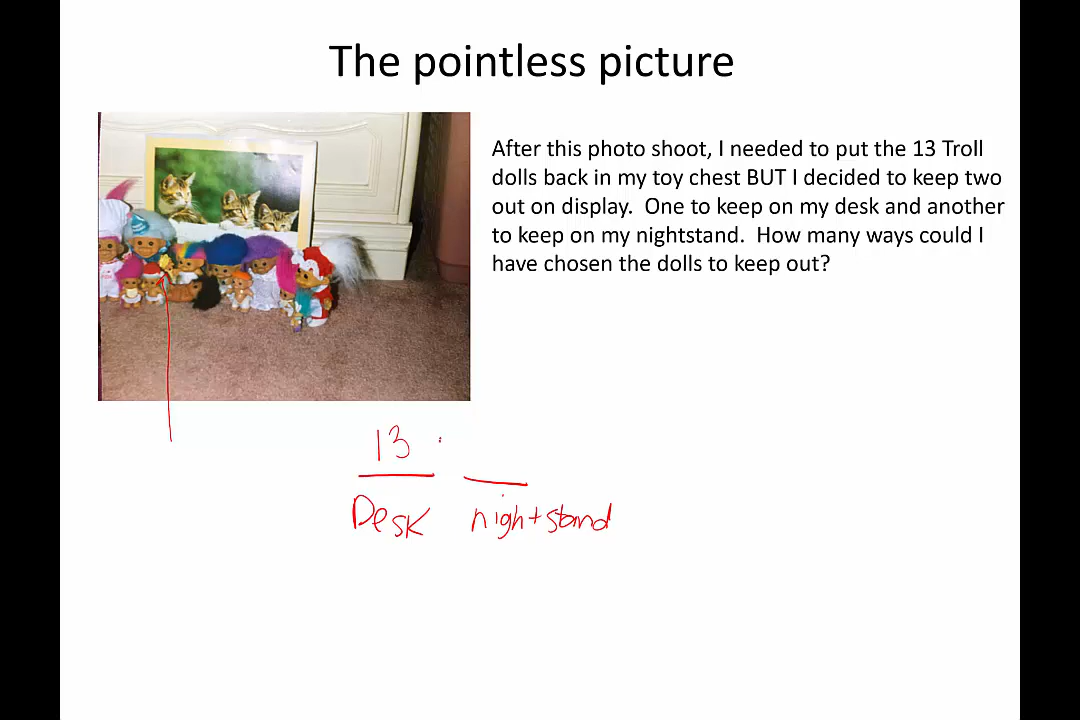 The pointless picture
After this photo shoot, I needed to put the 13 Troll
dolls back in my toy chest BUT I decided to keep two
out on display.  One to keep on my desk and another
to keep on my nightstand.  How many ways could I
have chosen the dolls to keep out?
13
Desk nightstand